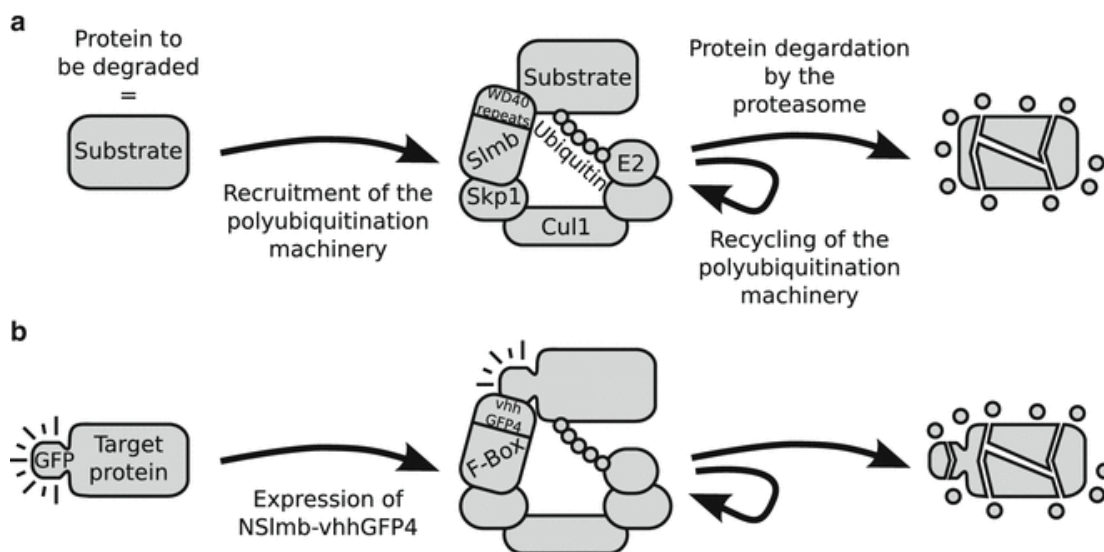 a
Protein to
be degraded
=
Substrate
Recruitment of the
polyubiquitination
machinery
Substrate
WD40
repeats
Slmb
Ubiquitin
E2
Skp1
Cul1
Protein degardation
by the
proteasome
Recycling of the
polyubiquitination
machinery
b
GFP
Target
protein
Expression of
NSlmb-vhhGFP4
vhh
GFP4
F-BoX